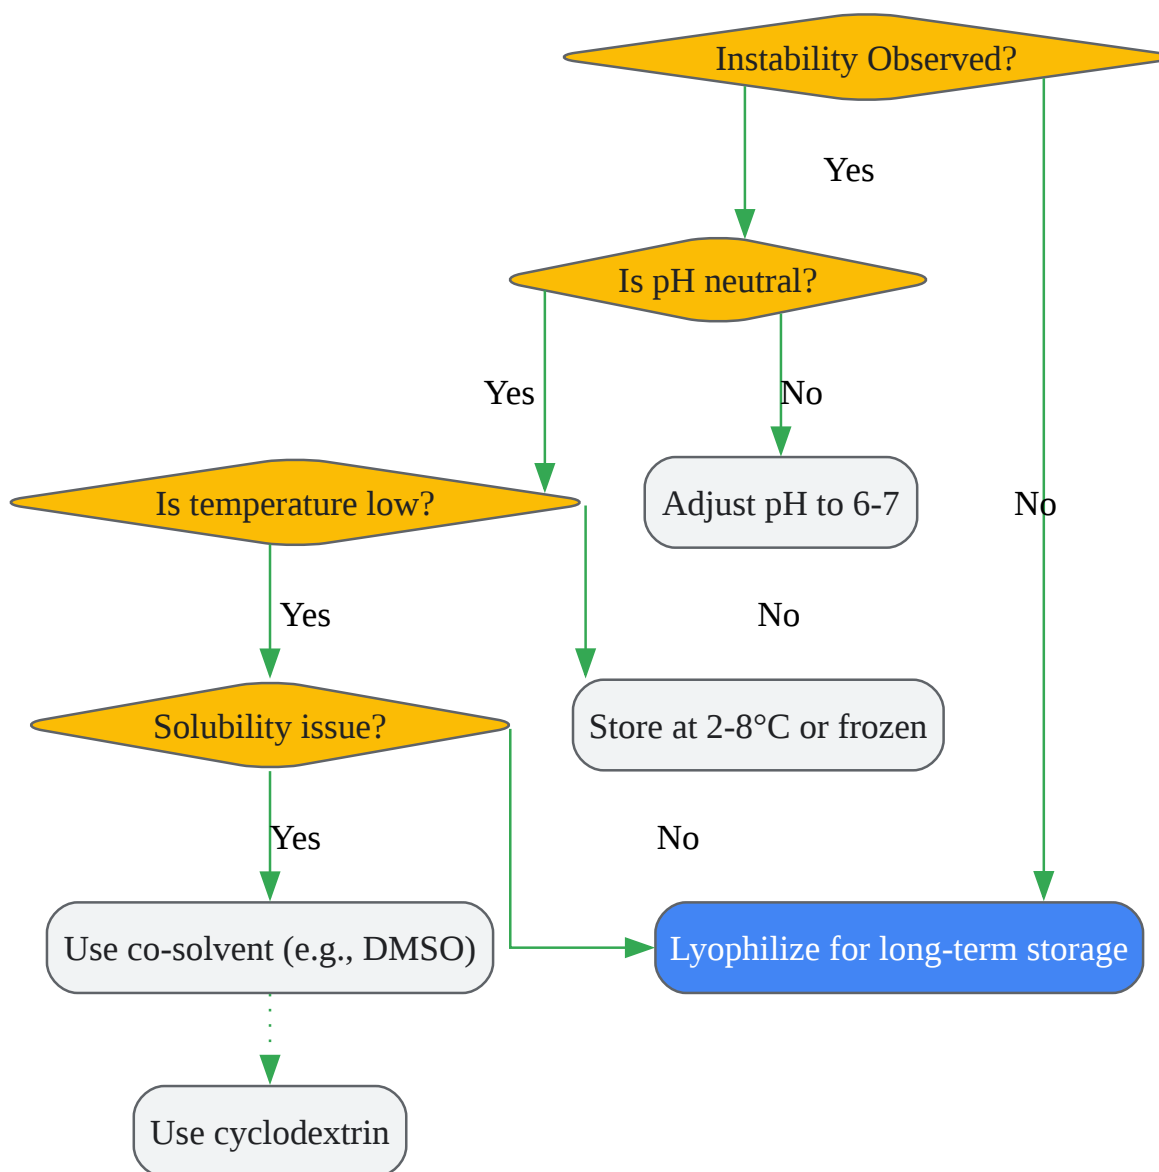 Instability Observed?
Yes
Is pH neutral?
Yes
No
Is temperature low?
Adjust pH to 6-7
No
Yes
No
Solubility issue?
Store at 2-8°C or frozen
Yes
No
Use co-solvent (e.g., DMSO)
Lyophilize for long-term storage
Use cyclodextrin